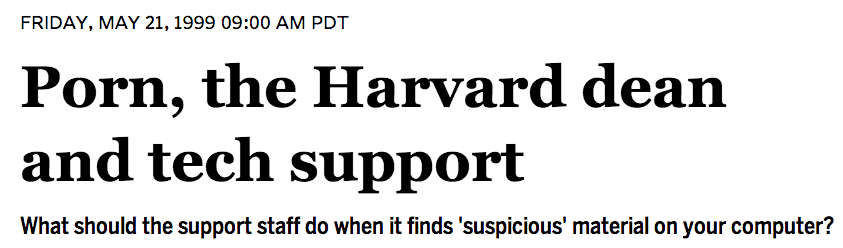 FRIDAY, MAY 21, 1999 09:00 AM PDT
Porn, the Harvard dean
and tech support
What should the support staff do when it finds 'suspicious' material on your computer?